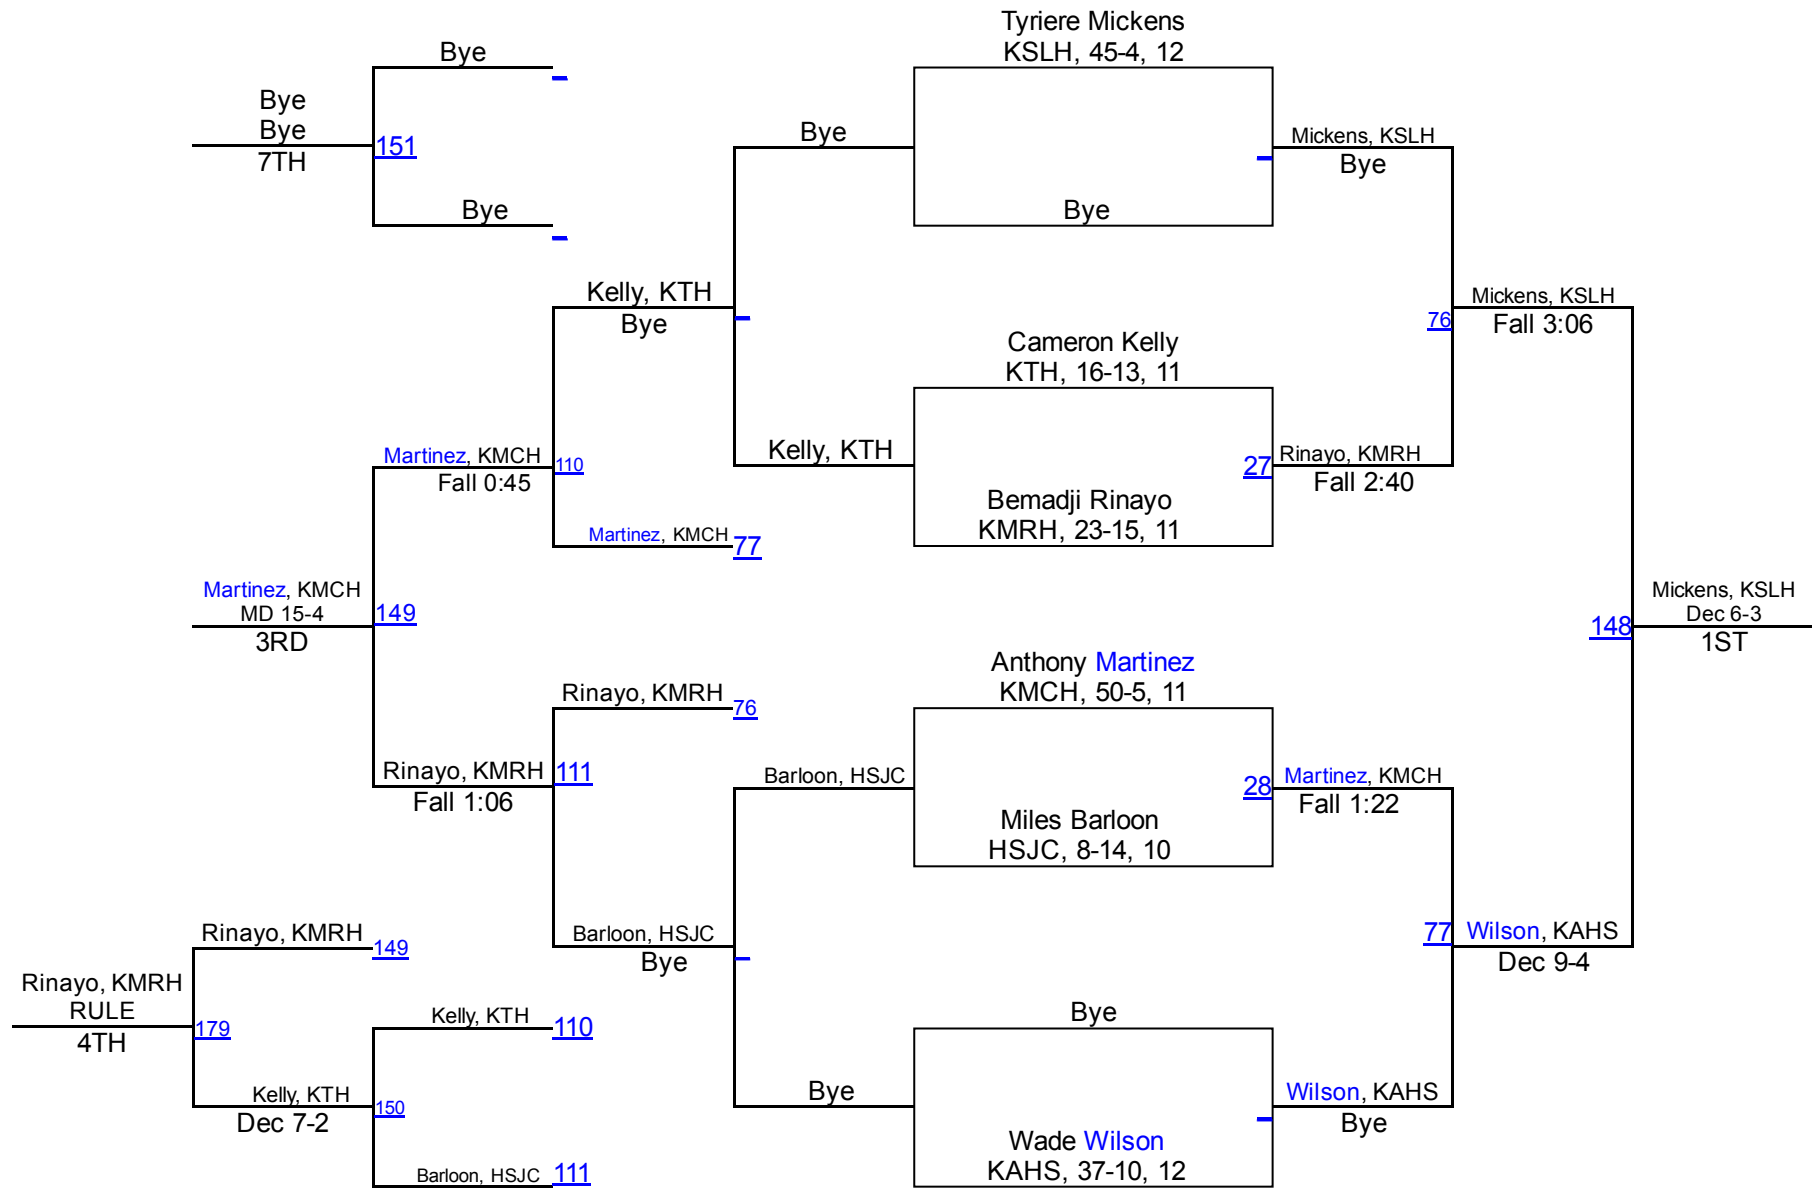 Tyriere Mickens
KSLH, 45-4, 12
Bye
Bye
Bye
7TH
151
Bye
Bye
Mickens, KSLH
Bye
Bye
Kelly, KTH
Bye
Mickens, KSLH
Fall 3:06
76
Cameron Kelly
KTH, 16-13, 11
Kelly, KTH
27
Rinayo, KMRH
Fall 2:40
Martinez, KMCH
Fall 0:45
110
Bemadji Rinayo
KMRH, 23-15, 11
Martinez, KMCH
77
Martinez, KMCH
MD 15-4
3RD
149
Mickens, KSLH
Dec 6-3
1ST
148
Anthony Martinez
KMCH, 50-5, 11
Rinayo, KMRH
76
Rinayo, KMRH
Fall 1:06
111
Barloon, HSJC
28
Martinez, KMCH
Fall 1:22
Miles Barloon
HSJC, 8-14, 10
Rinayo, KMRH
149
Barloon, HSJC
Bye
77
Wilson, KAHS
Dec 9-4
Rinayo, KMRH
RULE
4TH
179
Kelly, KTH
110
Bye
Kelly, KTH
Dec 7-2
150
Bye
Wilson, KAHS
Bye
Wade Wilson
KAHS, 37-10, 12
Barloon, HSJC
111